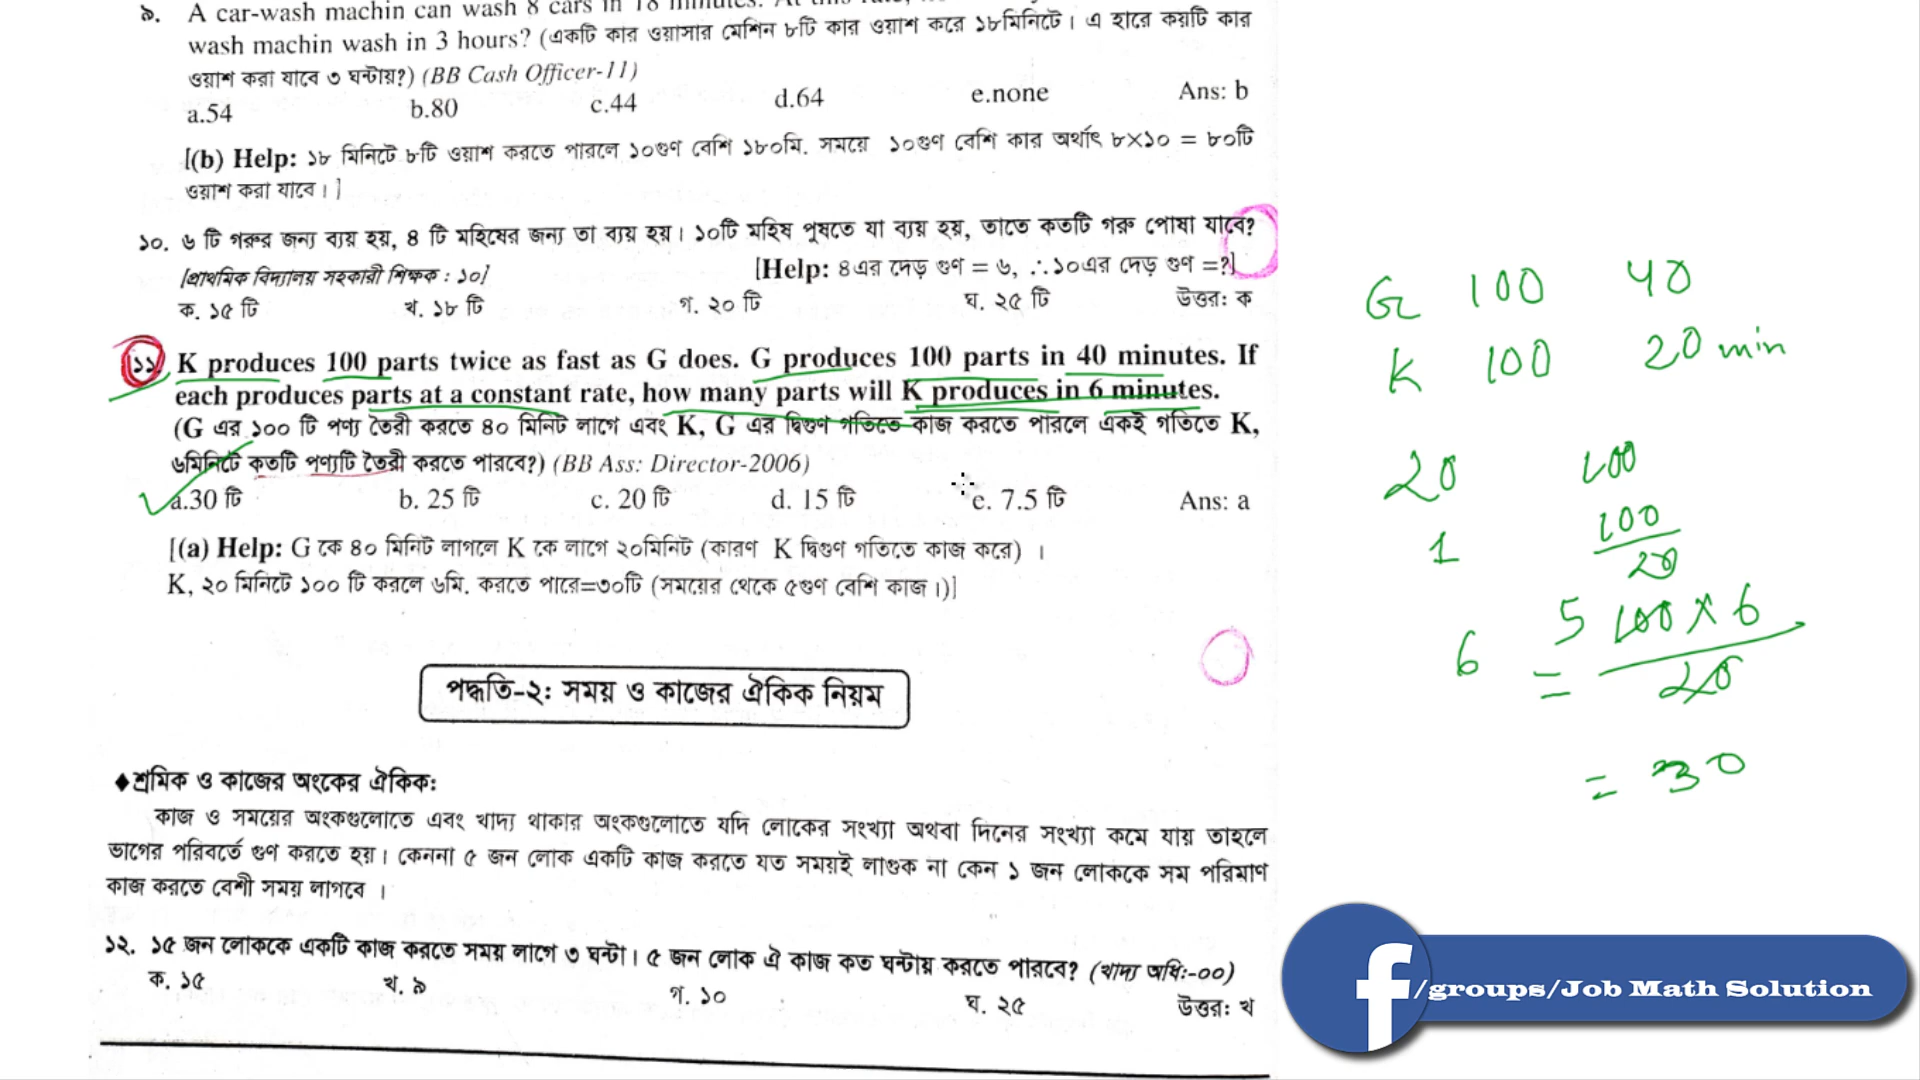 ৯. A car-wash machin can wash 8 cars in 18 minutes. At this rate,
wash machin wash in 3 hours? (একটি কার ওয়াসার মেশিন ৮টি কার ওয়াশ করে ১৮মিনিটে। এ হারে কয়টি কার
ওয়াশ করা যাবে ৩ ঘন্টায়?) (BB Cash Officer-11)
a.54 b.80 c.44 d.64 e.none Ans: b
[(b) Help: ১৮ মিনিটে ৮টি ওয়াশ করতে পারলে ১০গুণ বেশি ১৮০মি. সময়ে ১০গুণ বেশি কার অর্থাৎ ৮×১০ = ৮০টি
ওয়াশ করা যাবে। ]
১০. ৬ টি গরুর জন্য ব্যয় হয়, ৪ টি মহিষের জন্য তা ব্যয় হয়। ১০টি মহিষ পুষতে যা ব্যয় হয়, তাতে কতটি গরু পোষা যাবে?
[প্রাথমিক বিদ্যালয় সহকারী শিক্ষক : ১০] [Help: ৪এর দেড় গুণ = ৬, ∴১০এর দেড় গুণ =?]
ক. ১৫ টি খ. ১৮ টি গ. ২০ টি ঘ. ২৫ টি উত্তর: ক
১১. K produces 100 parts twice as fast as G does. G produces 100 parts in 40 minutes. If
each produces parts at a constant rate, how many parts will K produces in 6 minutes.
(G এর ১০০ টি পণ্য তৈরী করতে ৪০ মিনিট লাগে এবং K, G এর দ্বিগুণ গতিতে কাজ করতে পারলে একই গতিতে K,
৬মিনিটে কতটি পণ্যটি তৈরী করতে পারবে?) (BB Ass: Director-2006)
a.30 টি b. 25 টি c. 20 টি d. 15 টি e. 7.5 টি Ans: a
[(a) Help: G কে ৪০ মিনিট লাগলে K কে লাগে ২০মিনিট (কারণ K দ্বিগুণ গতিতে কাজ করে) ।
K, ২০ মিনিটে ১০০ টি করলে ৬মি. করতে পারে=৩০টি (সময়ের থেকে ৫গুণ বেশি কাজ।)]
পদ্ধতি-২: সময় ও কাজের ঐকিক নিয়ম
♦শ্রমিক ও কাজের অংকের ঐকিক:
কাজ ও সময়ের অংকগুলোতে এবং খাদ্য থাকার অংকগুলোতে যদি লোকের সংখ্যা অথবা দিনের সংখ্যা কমে যায় তাহলে
ভাগের পরিবর্তে গুণ করতে হয়। কেননা ৫ জন লোক একটি কাজ করতে যত সময়ই লাগুক না কেন ১ জন লোককে সম পরিমাণ
কাজ করতে বেশী সময় লাগবে ।
১২. ১৫ জন লোককে একটি কাজ করতে সময় লাগে ৩ ঘন্টা। ৫ জন লোক ঐ কাজ কত ঘন্টায় করতে পারবে? (খাদ্য অধি:-০০)
ক. ১৫ খ. ৯ গ. ১০ ঘ. ২৫ উত্তর: খ
G 100 40
K 100 20 min
20 100
1 100
20
6 = 5 100 × 6
20
= 30
f /groups/Job Math Solution